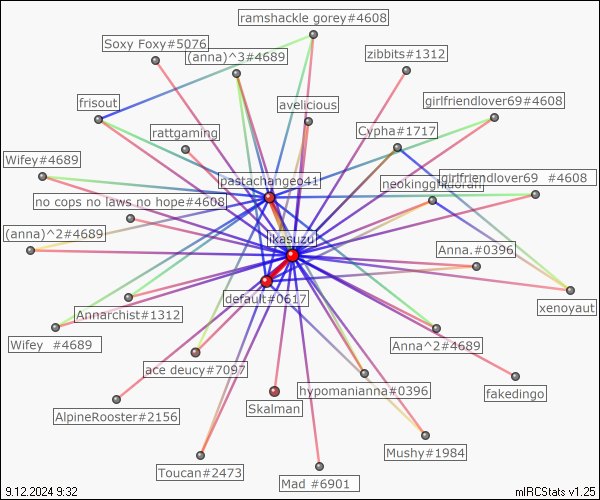 ramshackle gorey#4608
Soxy Foxy#5076
(anna)^3#4689
zibbits#1312
frisout
avelicious
girlfriendlover69#4608
rattgaming
Cypha#1717
Wifey#4689
pastachangeo41
neokingghidorah
girlfriendlover69 #4608
no cops no laws no hope#4608
(anna)^2#4689
ikasuzu
Anna.#0396
default#0617
xenoyaut
Annarchist#1312
Wifey #4689
Anna^2#4689
ace deucy#7097
hypomanianna#0396
fakedingo
Skalman
AlpineRooster#2156
Mushy#1984
Toucan#2473
Mad #6901
9.12.2024 9:32
mIRCStats v1.25